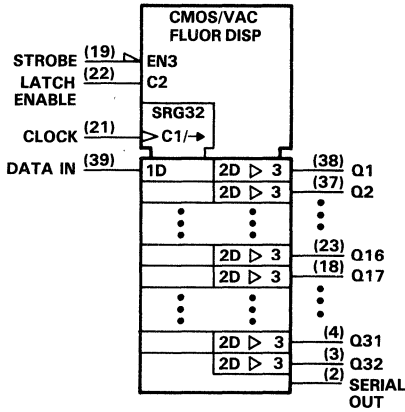 CMOS/VAC
FLUOR DISP
STROBE (19) EN3
LATCH ENABLE (22) C2
SRG32
CLOCK (21) C1/→
DATA IN (39) 1D 2D ▷ 3 (38) Q1
2D ▷ 3 (37) Q2
2D ▷ 3 (23) Q16
2D ▷ 3 (18) Q17
2D ▷ 3 (4) Q31
2D ▷ 3 (3) Q32
(2) SERIAL OUT